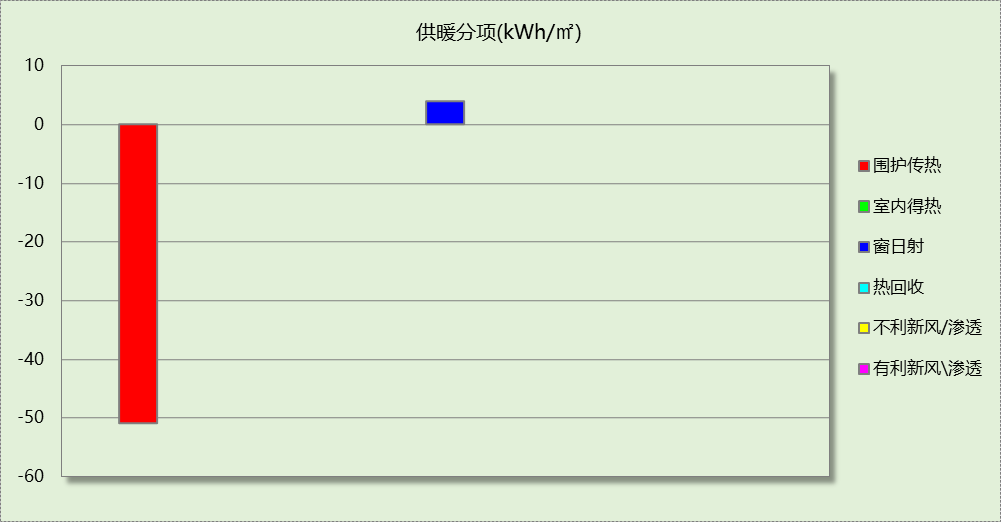 供暖分项(kWh/㎡)
10
0
-10
-20
-30
-40
-50
-60
围护传热
室内得热
窗日射
热回收
不利新风/渗透
有利新风\渗透